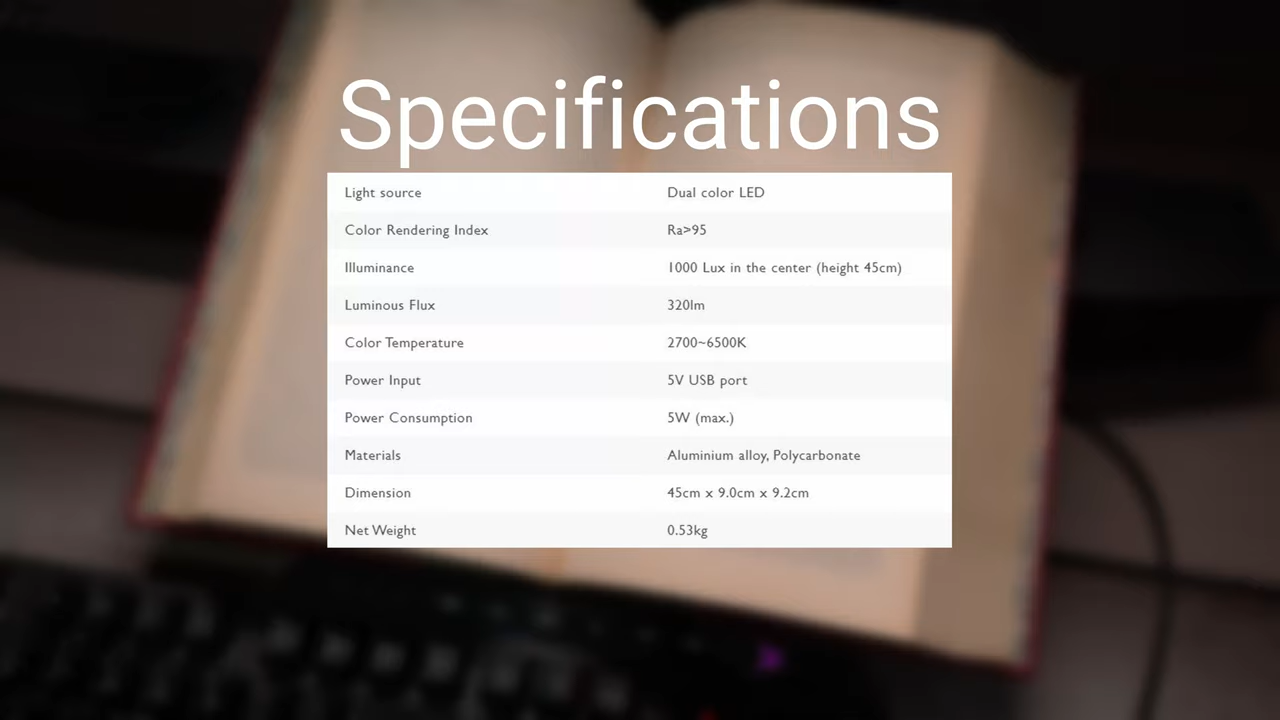 Specifications
Light source Dual color LED
Color Rendering Index Ra>95
Illuminance 1000 Lux in the center (height 45cm)
Luminous Flux 320lm
Color Temperature 2700~6500K
Power Input 5V USB port
Power Consumption 5W (max.)
Materials Aluminium alloy, Polycarbonate
Dimension 45cm x 9.0cm x 9.2cm
Net Weight 0.53kg